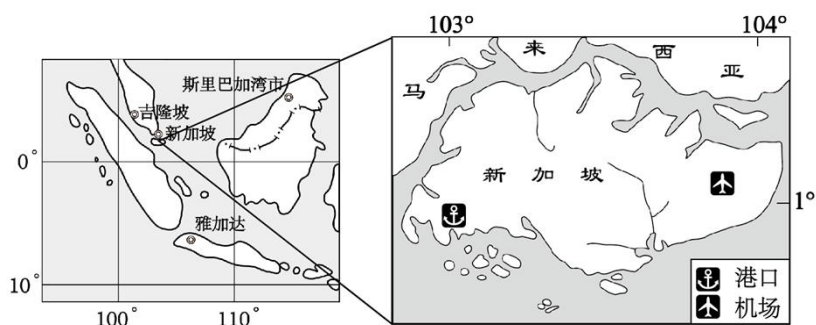 斯里巴加湾市
吉隆坡
新加坡
0°
雅加达
10°
100°
110°
103°
104°
马来西亚
新加坡
1°
港口
机场